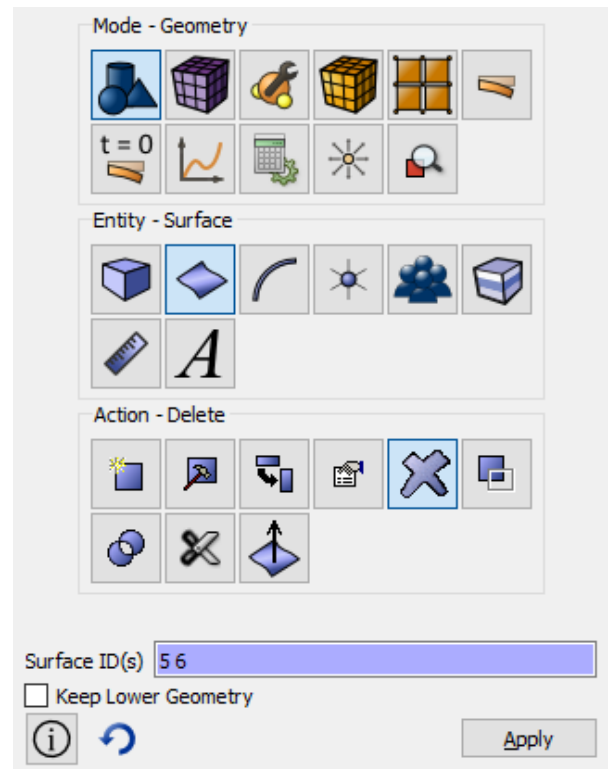 Mode - Geometry
t = 0
Entity - Surface
A
Action - Delete
Surface ID(s) 5 6
Keep Lower Geometry
i
Apply